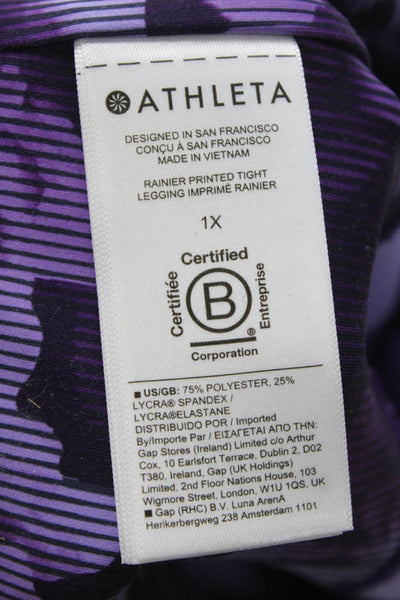 ATHLETA
DESIGNED IN SAN FRANCISCO
CONÇU À SAN FRANCISCO
MADE IN VIETNAM
RAINIER PRINTED TIGHT
LEGGING IMPRIMÉ RAINIER
1X
Certified
Certifiée
B
®
Entreprise
Corporation
US/GB: 75% POLYESTER, 25%
LYCRA® SPANDEX /
LYCRA®ELASTANE
DISTRIBUIDO POR / Imported
By/Importe Par / ΕΙΣΑΓΕΤΑΙ ΑΠΟ ΤΗΝ:
Gap Stores (Ireland) Limited c/o Arthur
Cox, 10 Earlsfort Terrace, Dublin 2, D02
T380, Ireland, Gap (UK Holdings)
Limited, 2nd Floor Nations House, 103
Wigmore Street, London, W1U 1QS, UK
Gap (RHC) B.V. Luna ArenA
Herikerbergweg 238 Amsterdam 1101